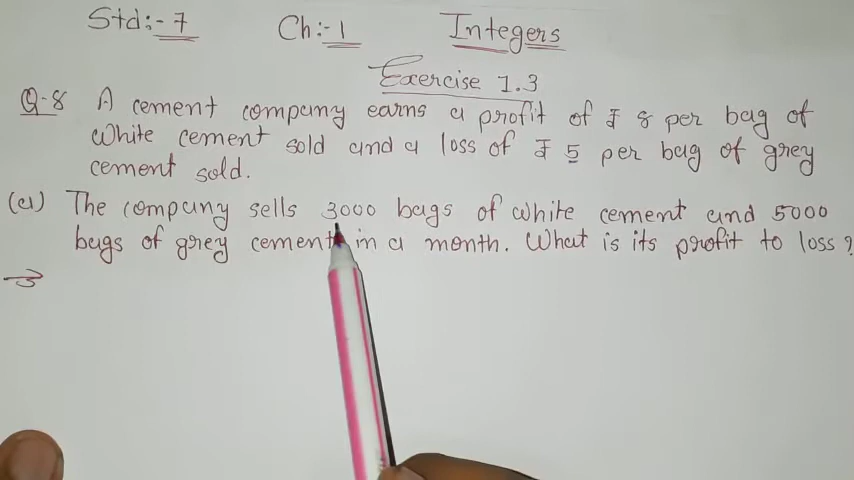 Std:- 7 Ch:- 1 Integers
Exercise 1.3
Q-8 A cement company earns a profit of ₹ 8 per bag of
white cement sold and a loss of ₹ 5 per bag of grey
cement sold.
(a) The company sells 3000 bags of white cement and 5000
bags of grey cement in a month. What is its profit to loss?